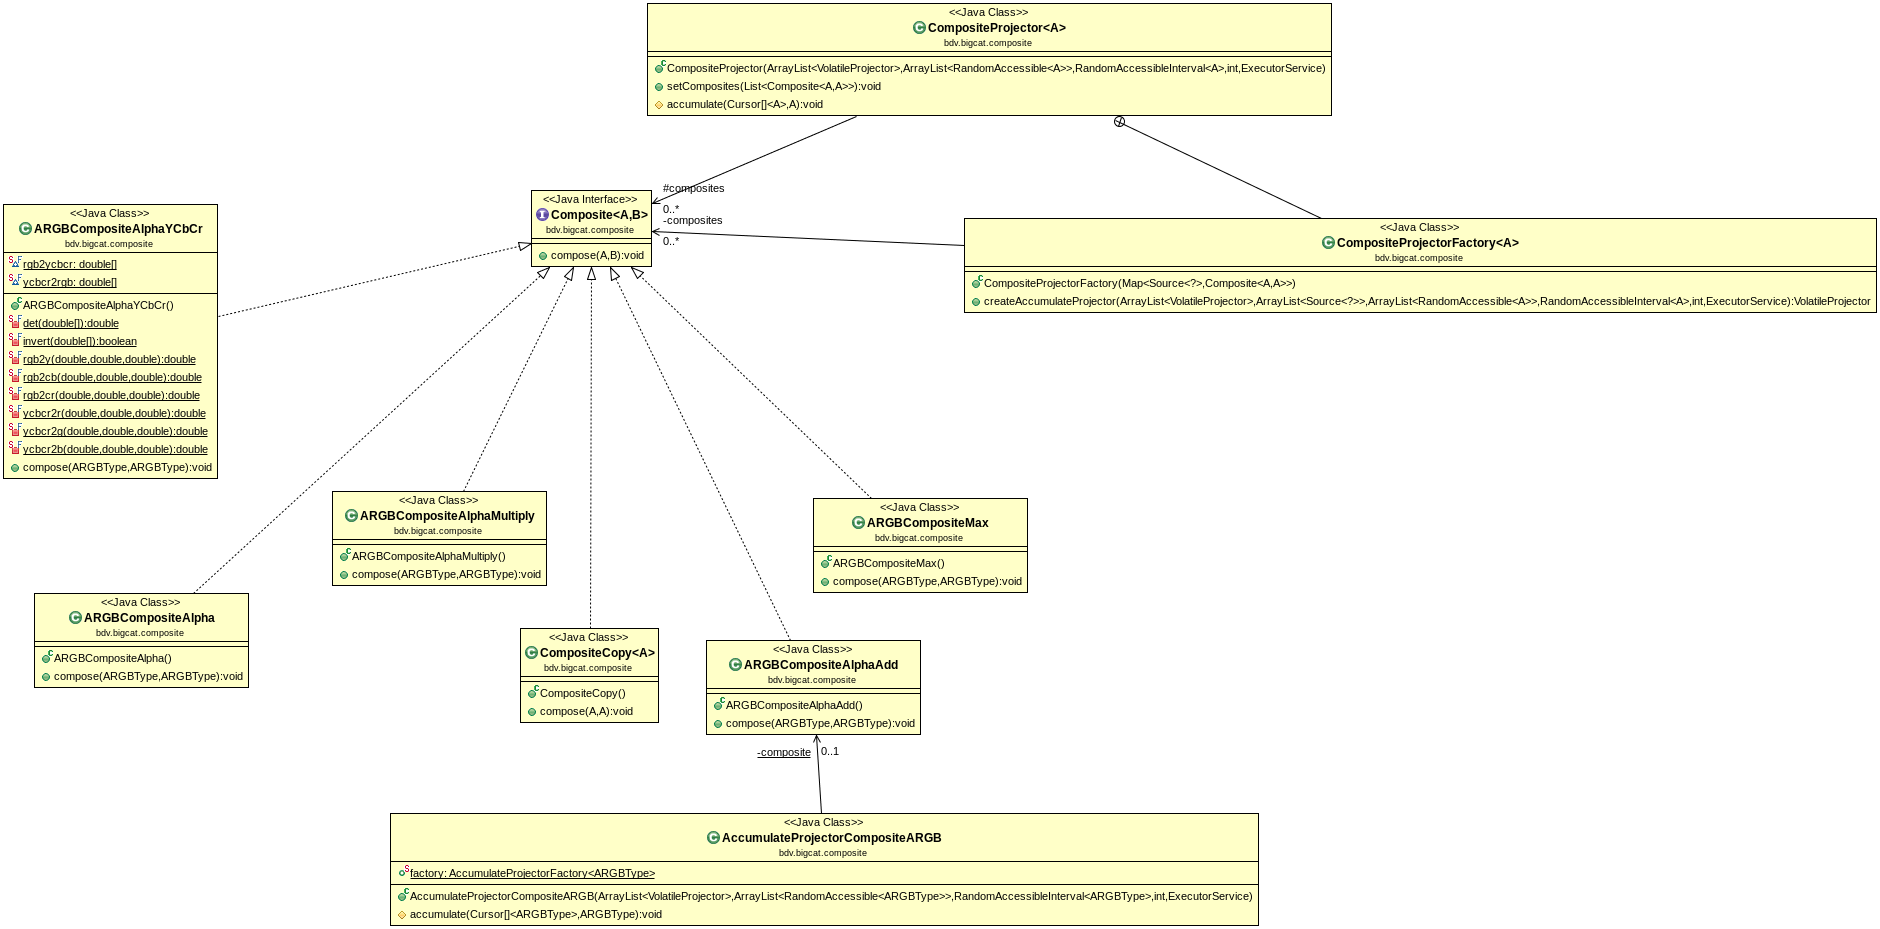 <<Java Class>>
CompositeProjector<A>
bdv.bigcat.composite
CompositeProjector(ArrayList<VolatileProjector>,ArrayList<RandomAccessible<A>>,RandomAccessibleInterval<A>,int,ExecutorService)
setComposites(List<Composite<A,A>>):void
accumulate(Cursor[]<A>,A):void
#composites
0..*
-composites
0..*
<<Java Interface>>
Composite<A,B>
bdv.bigcat.composite
compose(A,B):void
<<Java Class>>
ARGBCompositeAlphaYCbCr
bdv.bigcat.composite
rgb2ycbcr: double[]
ycbcr2rgb: double[]
ARGBCompositeAlphaYCbCr()
det(double[]):double
invert(double[]):boolean
rgb2y(double,double,double):double
rgb2cb(double,double,double):double
rgb2cr(double,double,double):double
ycbcr2r(double,double,double):double
ycbcr2g(double,double,double):double
ycbcr2b(double,double,double):double
compose(ARGBType,ARGBType):void
<<Java Class>>
CompositeProjectorFactory<A>
bdv.bigcat.composite
CompositeProjectorFactory(Map<Source<?>,Composite<A,A>>)
createAccumulateProjector(ArrayList<VolatileProjector>,ArrayList<Source<?>>,ArrayList<RandomAccessible<A>>,RandomAccessibleInterval<A>,int,ExecutorService):VolatileProjector
<<Java Class>>
ARGBCompositeAlphaMultiply
bdv.bigcat.composite
ARGBCompositeAlphaMultiply()
compose(ARGBType,ARGBType):void
<<Java Class>>
ARGBCompositeMax
bdv.bigcat.composite
ARGBCompositeMax()
compose(ARGBType,ARGBType):void
<<Java Class>>
ARGBCompositeAlpha
bdv.bigcat.composite
ARGBCompositeAlpha()
compose(ARGBType,ARGBType):void
<<Java Class>>
CompositeCopy<A>
bdv.bigcat.composite
CompositeCopy()
compose(A,A):void
<<Java Class>>
ARGBCompositeAlphaAdd
bdv.bigcat.composite
ARGBCompositeAlphaAdd()
compose(ARGBType,ARGBType):void
-composite 0..1
<<Java Class>>
AccumulateProjectorCompositeARGB
bdv.bigcat.composite
factory: AccumulateProjectorFactory<ARGBType>
AccumulateProjectorCompositeARGB(ArrayList<VolatileProjector>,ArrayList<RandomAccessible<ARGBType>>,RandomAccessibleInterval<ARGBType>,int,ExecutorService)
accumulate(Cursor[]<ARGBType>,ARGBType):void